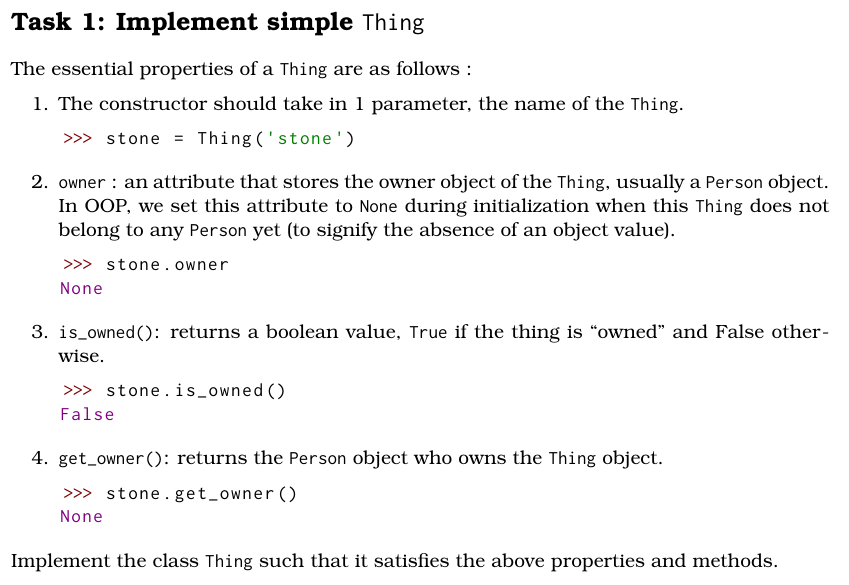 Task 1: Implement simple Thing
The essential properties of a Thing are as follows :
1. The constructor should take in 1 parameter, the name of the Thing.
>>> stone = Thing('stone')
2. owner : an attribute that stores the owner object of the Thing, usually a Person object.
In OOP, we set this attribute to None during initialization when this Thing does not
belong to any Person yet (to signify the absence of an object value).
>>> stone.owner
None
3. is_owned(): returns a boolean value, True if the thing is “owned” and False other-
wise.
>>> stone.is_owned()
False
4. get_owner(): returns the Person object who owns the Thing object.
>>> stone.get_owner()
None
Implement the class Thing such that it satisfies the above properties and methods.